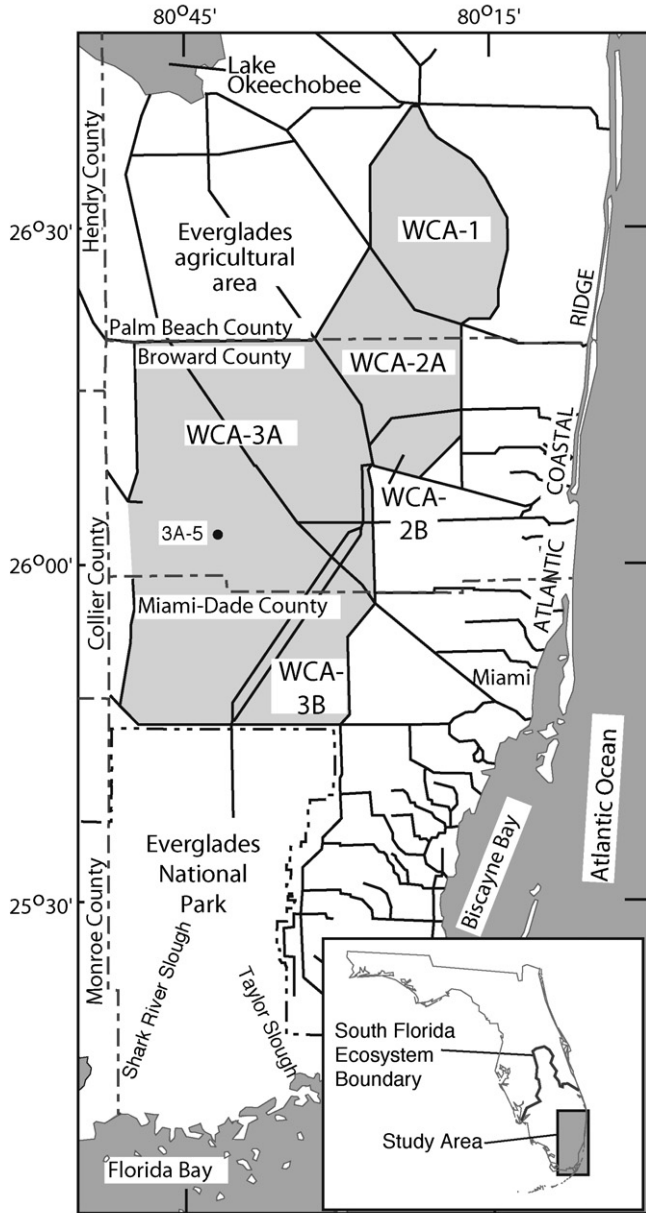 80°45'
80°15'
Lake
Okeechobee
Hendry County
WCA-1
26°30'
Everglades
agricultural
area
RIDGE
Palm Beach County
Broward County
WCA-2A
WCA-3A
COASTAL
WCA-
2B
3A-5
26°00'
Collier County
ATLANTIC
Miami-Dade County
WCA-
3B
Miami
Atlantic Ocean
Biscayne Bay
Everglades
National
Park
25°30'
Monroe County
Shark River Slough
Taylor Slough
South Florida
Ecosystem
Boundary
Study Area
Florida Bay